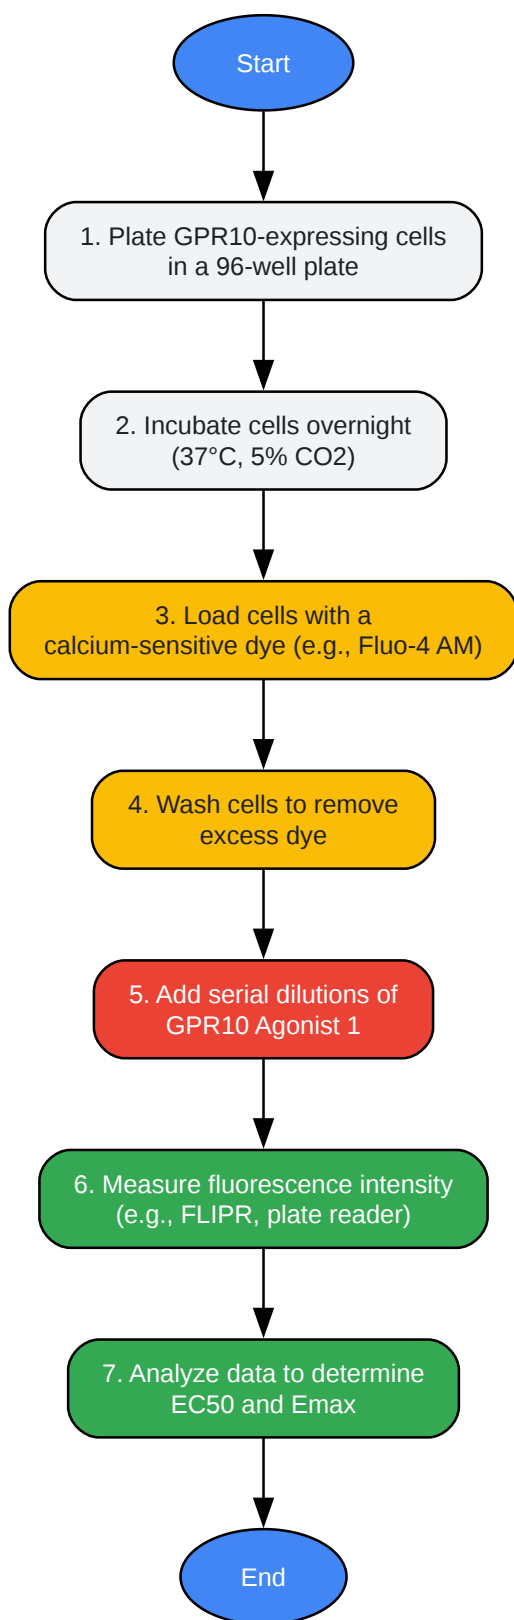 Start
1. Plate GPR10-expressing cells
in a 96-well plate
2. Incubate cells overnight
(37°C, 5% CO2)
3. Load cells with a
calcium-sensitive dye (e.g., Fluo-4 AM)
4. Wash cells to remove
excess dye
5. Add serial dilutions of
GPR10 Agonist 1
6. Measure fluorescence intensity
(e.g., FLIPR, plate reader)
7. Analyze data to determine
EC50 and Emax
End